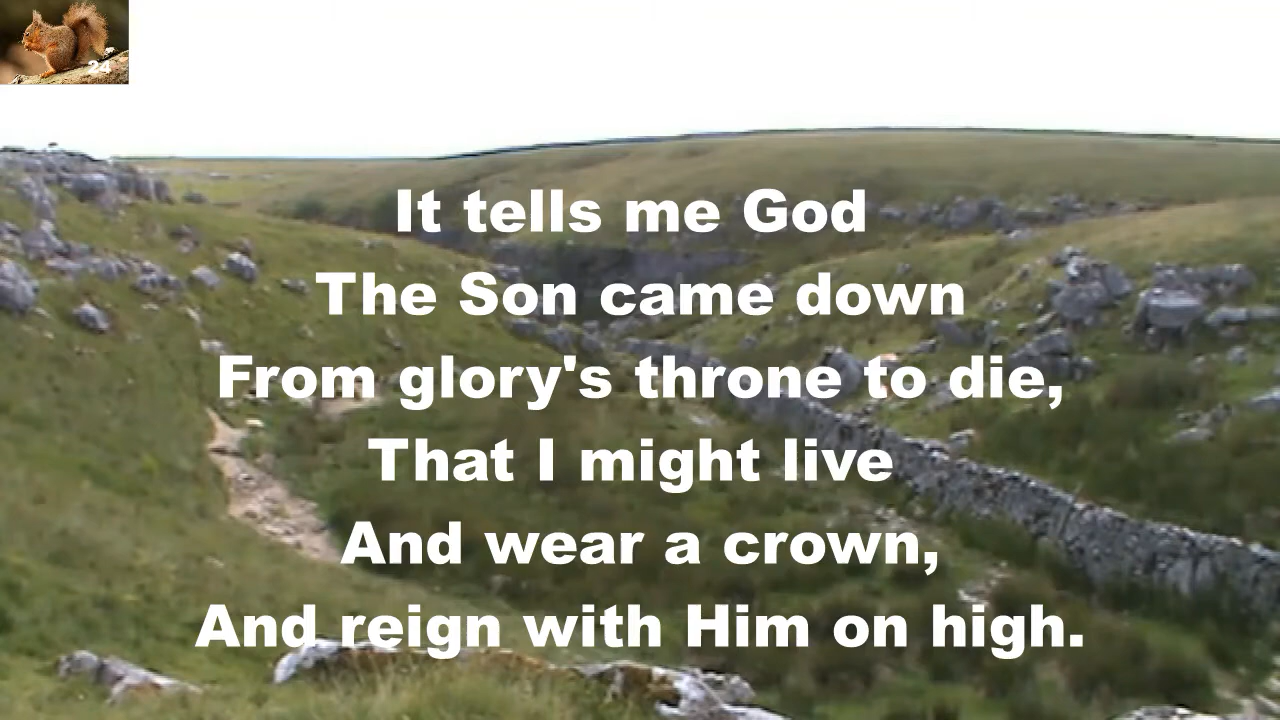 24
It tells me God
The Son came down
From glory's throne to die,
That I might live
And wear a crown,
And reign with Him on high.